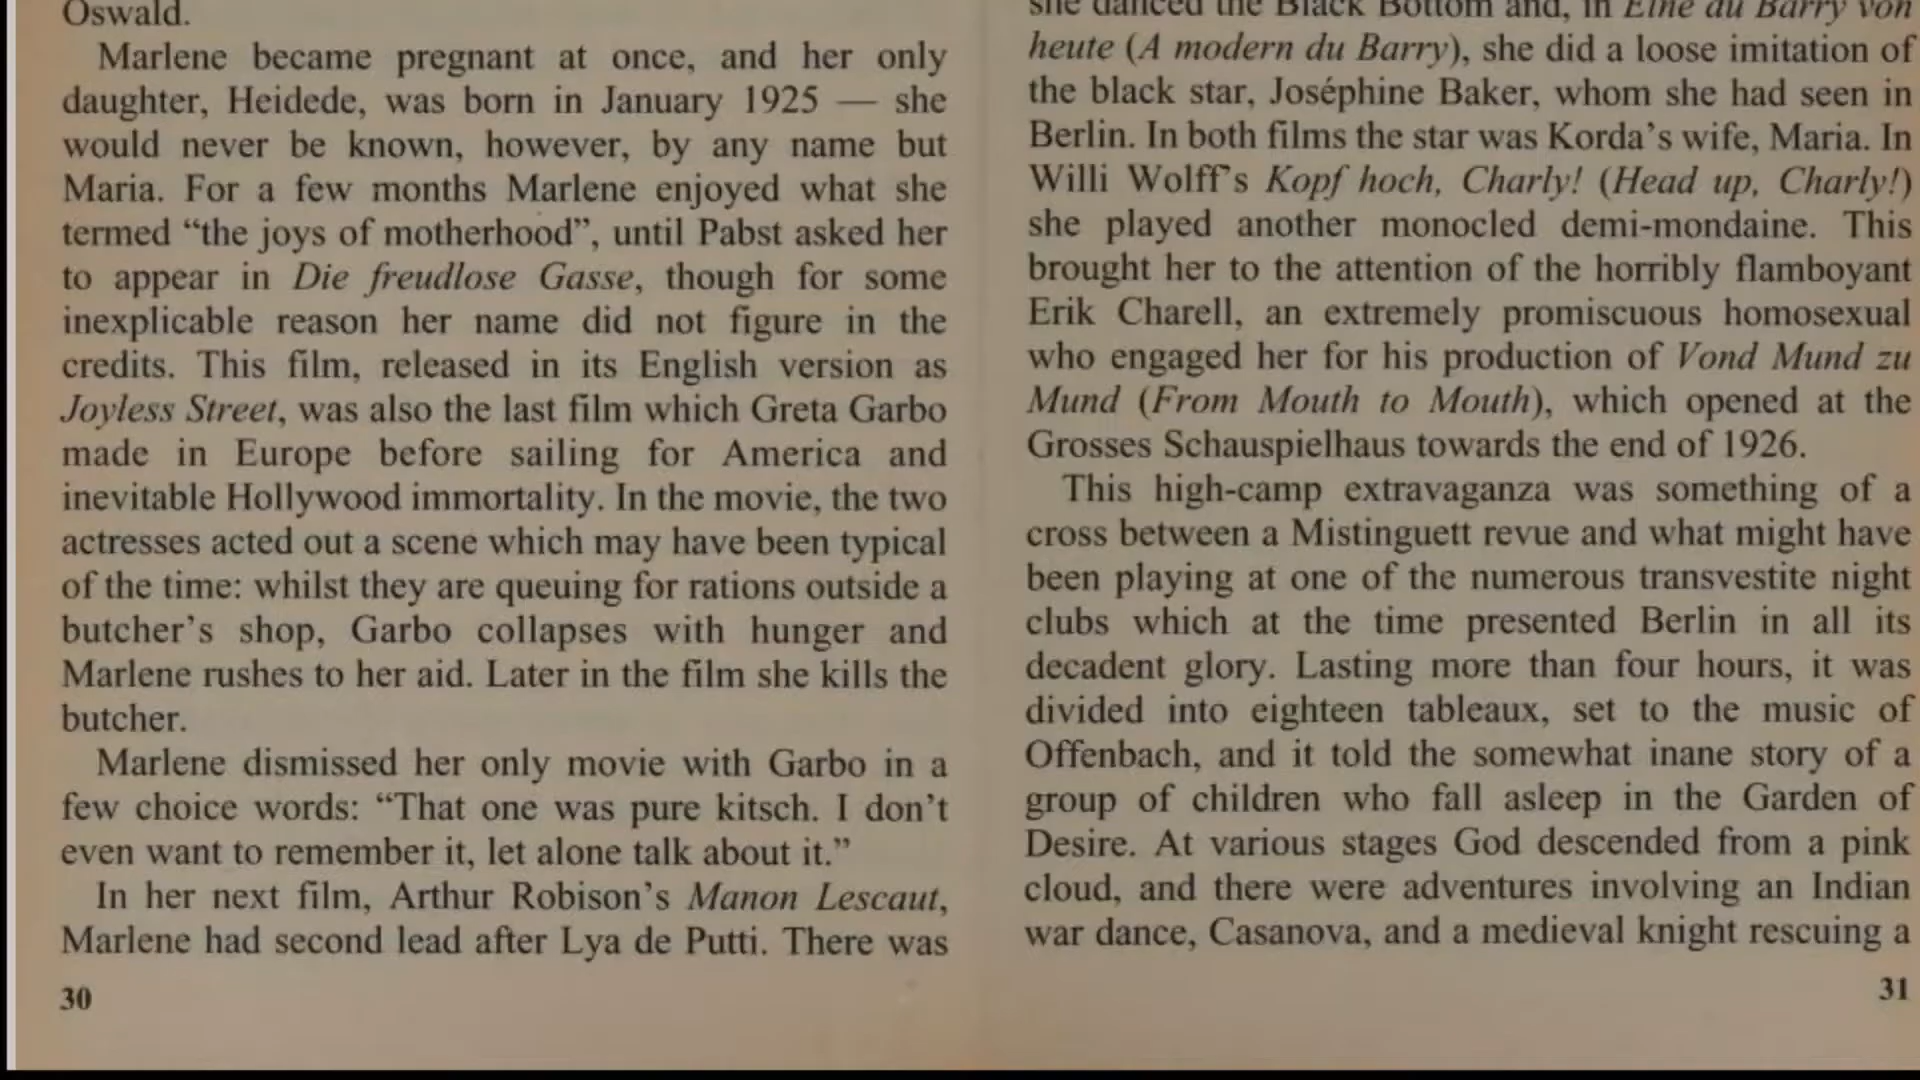 Oswald.
Marlene became pregnant at once, and her only
daughter, Heidede, was born in January 1925 — she
would never be known, however, by any name but
Maria. For a few months Marlene enjoyed what she
termed “the joys of motherhood”, until Pabst asked her
to appear in Die freudlose Gasse, though for some
inexplicable reason her name did not figure in the
credits. This film, released in its English version as
Joyless Street, was also the last film which Greta Garbo
made in Europe before sailing for America and
inevitable Hollywood immortality. In the movie, the two
actresses acted out a scene which may have been typical
of the time: whilst they are queuing for rations outside a
butcher’s shop, Garbo collapses with hunger and
Marlene rushes to her aid. Later in the film she kills the
butcher.
Marlene dismissed her only movie with Garbo in a
few choice words: “That one was pure kitsch. I don’t
even want to remember it, let alone talk about it.”
In her next film, Arthur Robison’s Manon Lescaut,
Marlene had second lead after Lya de Putti. There was
30
she danced the Black Bottom and, in Eine du Barry von
heute (A modern du Barry), she did a loose imitation of
the black star, Joséphine Baker, whom she had seen in
Berlin. In both films the star was Korda’s wife, Maria. In
Willi Wolff’s Kopf hoch, Charly! (Head up, Charly!)
she played another monocled demi-mondaine. This
brought her to the attention of the horribly flamboyant
Erik Charell, an extremely promiscuous homosexual
who engaged her for his production of Vond Mund zu
Mund (From Mouth to Mouth), which opened at the
Grosses Schauspielhaus towards the end of 1926.
This high-camp extravaganza was something of a
cross between a Mistinguett revue and what might have
been playing at one of the numerous transvestite night
clubs which at the time presented Berlin in all its
decadent glory. Lasting more than four hours, it was
divided into eighteen tableaux, set to the music of
Offenbach, and it told the somewhat inane story of a
group of children who fall asleep in the Garden of
Desire. At various stages God descended from a pink
cloud, and there were adventures involving an Indian
war dance, Casanova, and a medieval knight rescuing a
31